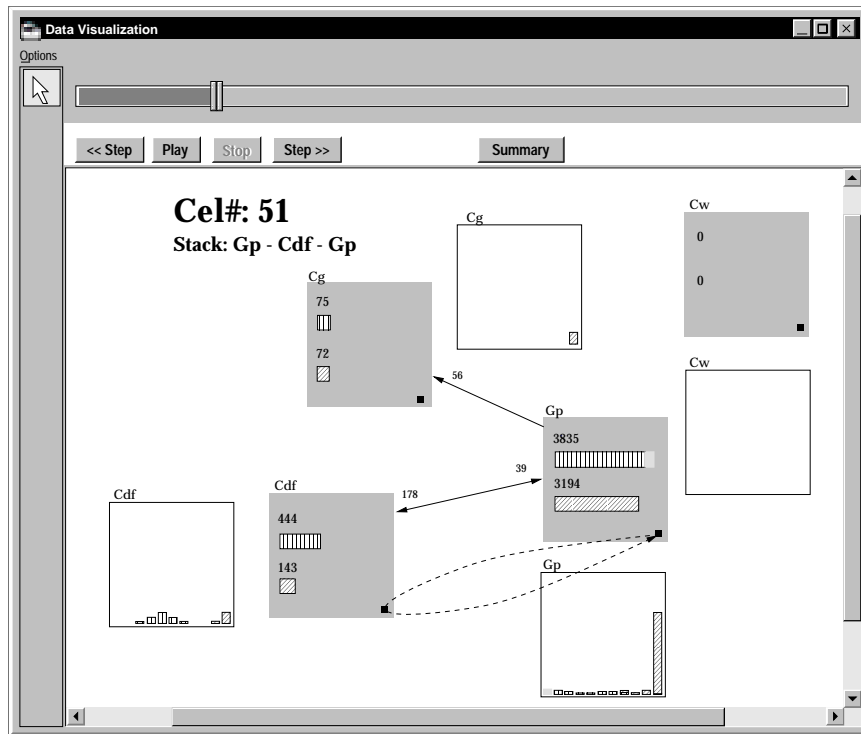 Data Visualization
Options
<< Step Play Stop Step >> Summary
Cel#: 51
Stack: Gp - Cdf - Gp
Cg
Cw
0
0
Cg
75
72
56
Cw
Gp
3835
3194
39
178
Cdf
Cdf
444
143
Gp